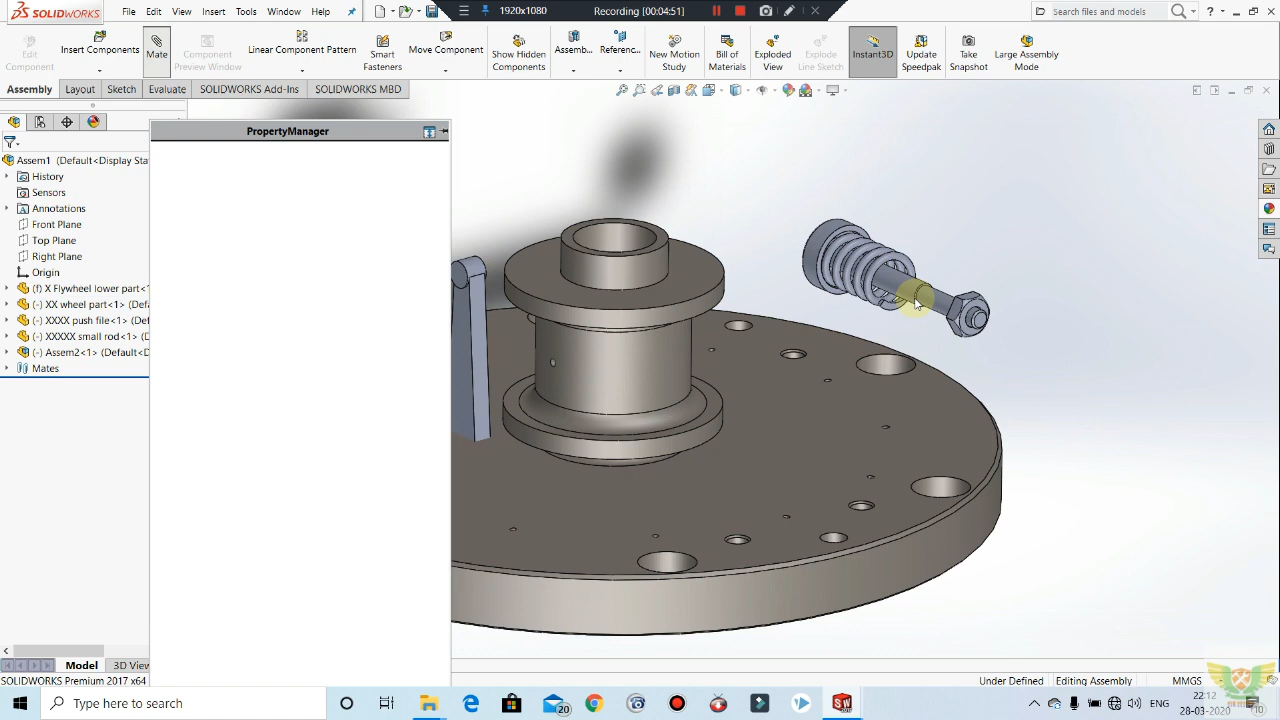 SOLIDWORKS File Edit View Insert Tools Window Help
1920x1080 Recording [00:04:51]
Search files and models
Edit Component
Insert Components
Mate
Component Preview Window
Linear Component Pattern
Smart Fasteners
Move Component
Show Hidden Components
Assemb...
Referenc...
New Motion Study
Bill of Materials
Exploded View
Explode Line Sketch
Instant3D
Update Speedpak
Take Snapshot
Large Assembly Mode
Assembly Layout Sketch Evaluate SOLIDWORKS Add-Ins SOLIDWORKS MBD
PropertyManager
Assem1 (Default<Display Sta
History
Sensors
Annotations
Front Plane
Top Plane
Right Plane
Origin
(f) X Flywheel lower part<1>
(-) XX wheel part<1> (Defa
(-) XXXX push file<1> (Def
(-) XXXXX small rod<1> (D
(-) Assem2<1> (Default<D
Mates
Model 3D View
SOLIDWORKS Premium 2017 x64
Under Defined Editing Assembly MMGS
Type here to search
20
ENG
22:12
28-03-2020
10